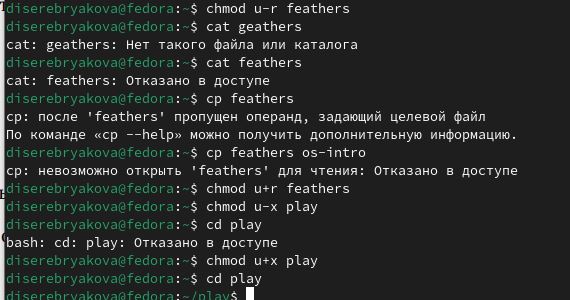 diserebryakova@fedora:~$ chmod u-r feathers
diserebryakova@fedora:~$ cat geathers
cat: geathers: Нет такого файла или каталога
diserebryakova@fedora:~$ cat feathers
cat: feathers: Отказано в доступе
diserebryakova@fedora:~$ cp feathers
cp: после 'feathers' пропущен операнд, задающий целевой файл
По команде «cp --help» можно получить дополнительную информацию.
diserebryakova@fedora:~$ cp feathers os-intro
cp: невозможно открыть 'feathers' для чтения: Отказано в доступе
diserebryakova@fedora:~$ chmod u+r feathers
diserebryakova@fedora:~$ chmod u-x play
diserebryakova@fedora:~$ cd play
bash: cd: play: Отказано в доступе
diserebryakova@fedora:~$ chmod u+x play
diserebryakova@fedora:~$ cd play
diserebryakova@fedora:~/play$